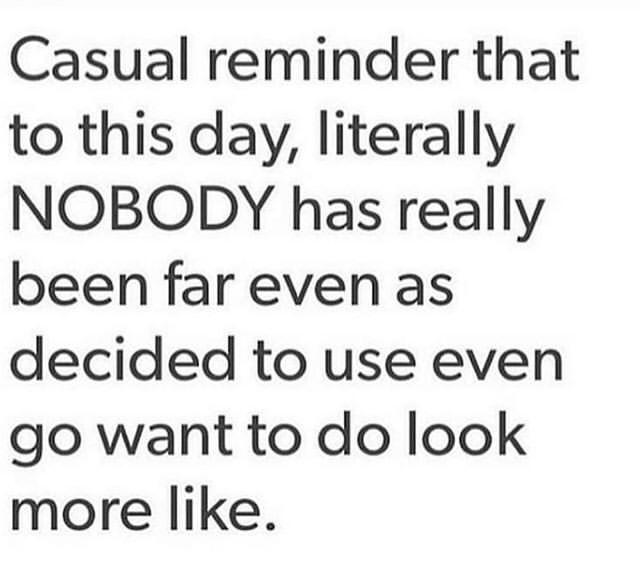 Casual reminder that
to this day, literally
NOBODY has really
been far even as
decided to use even
go want to do look
more like.